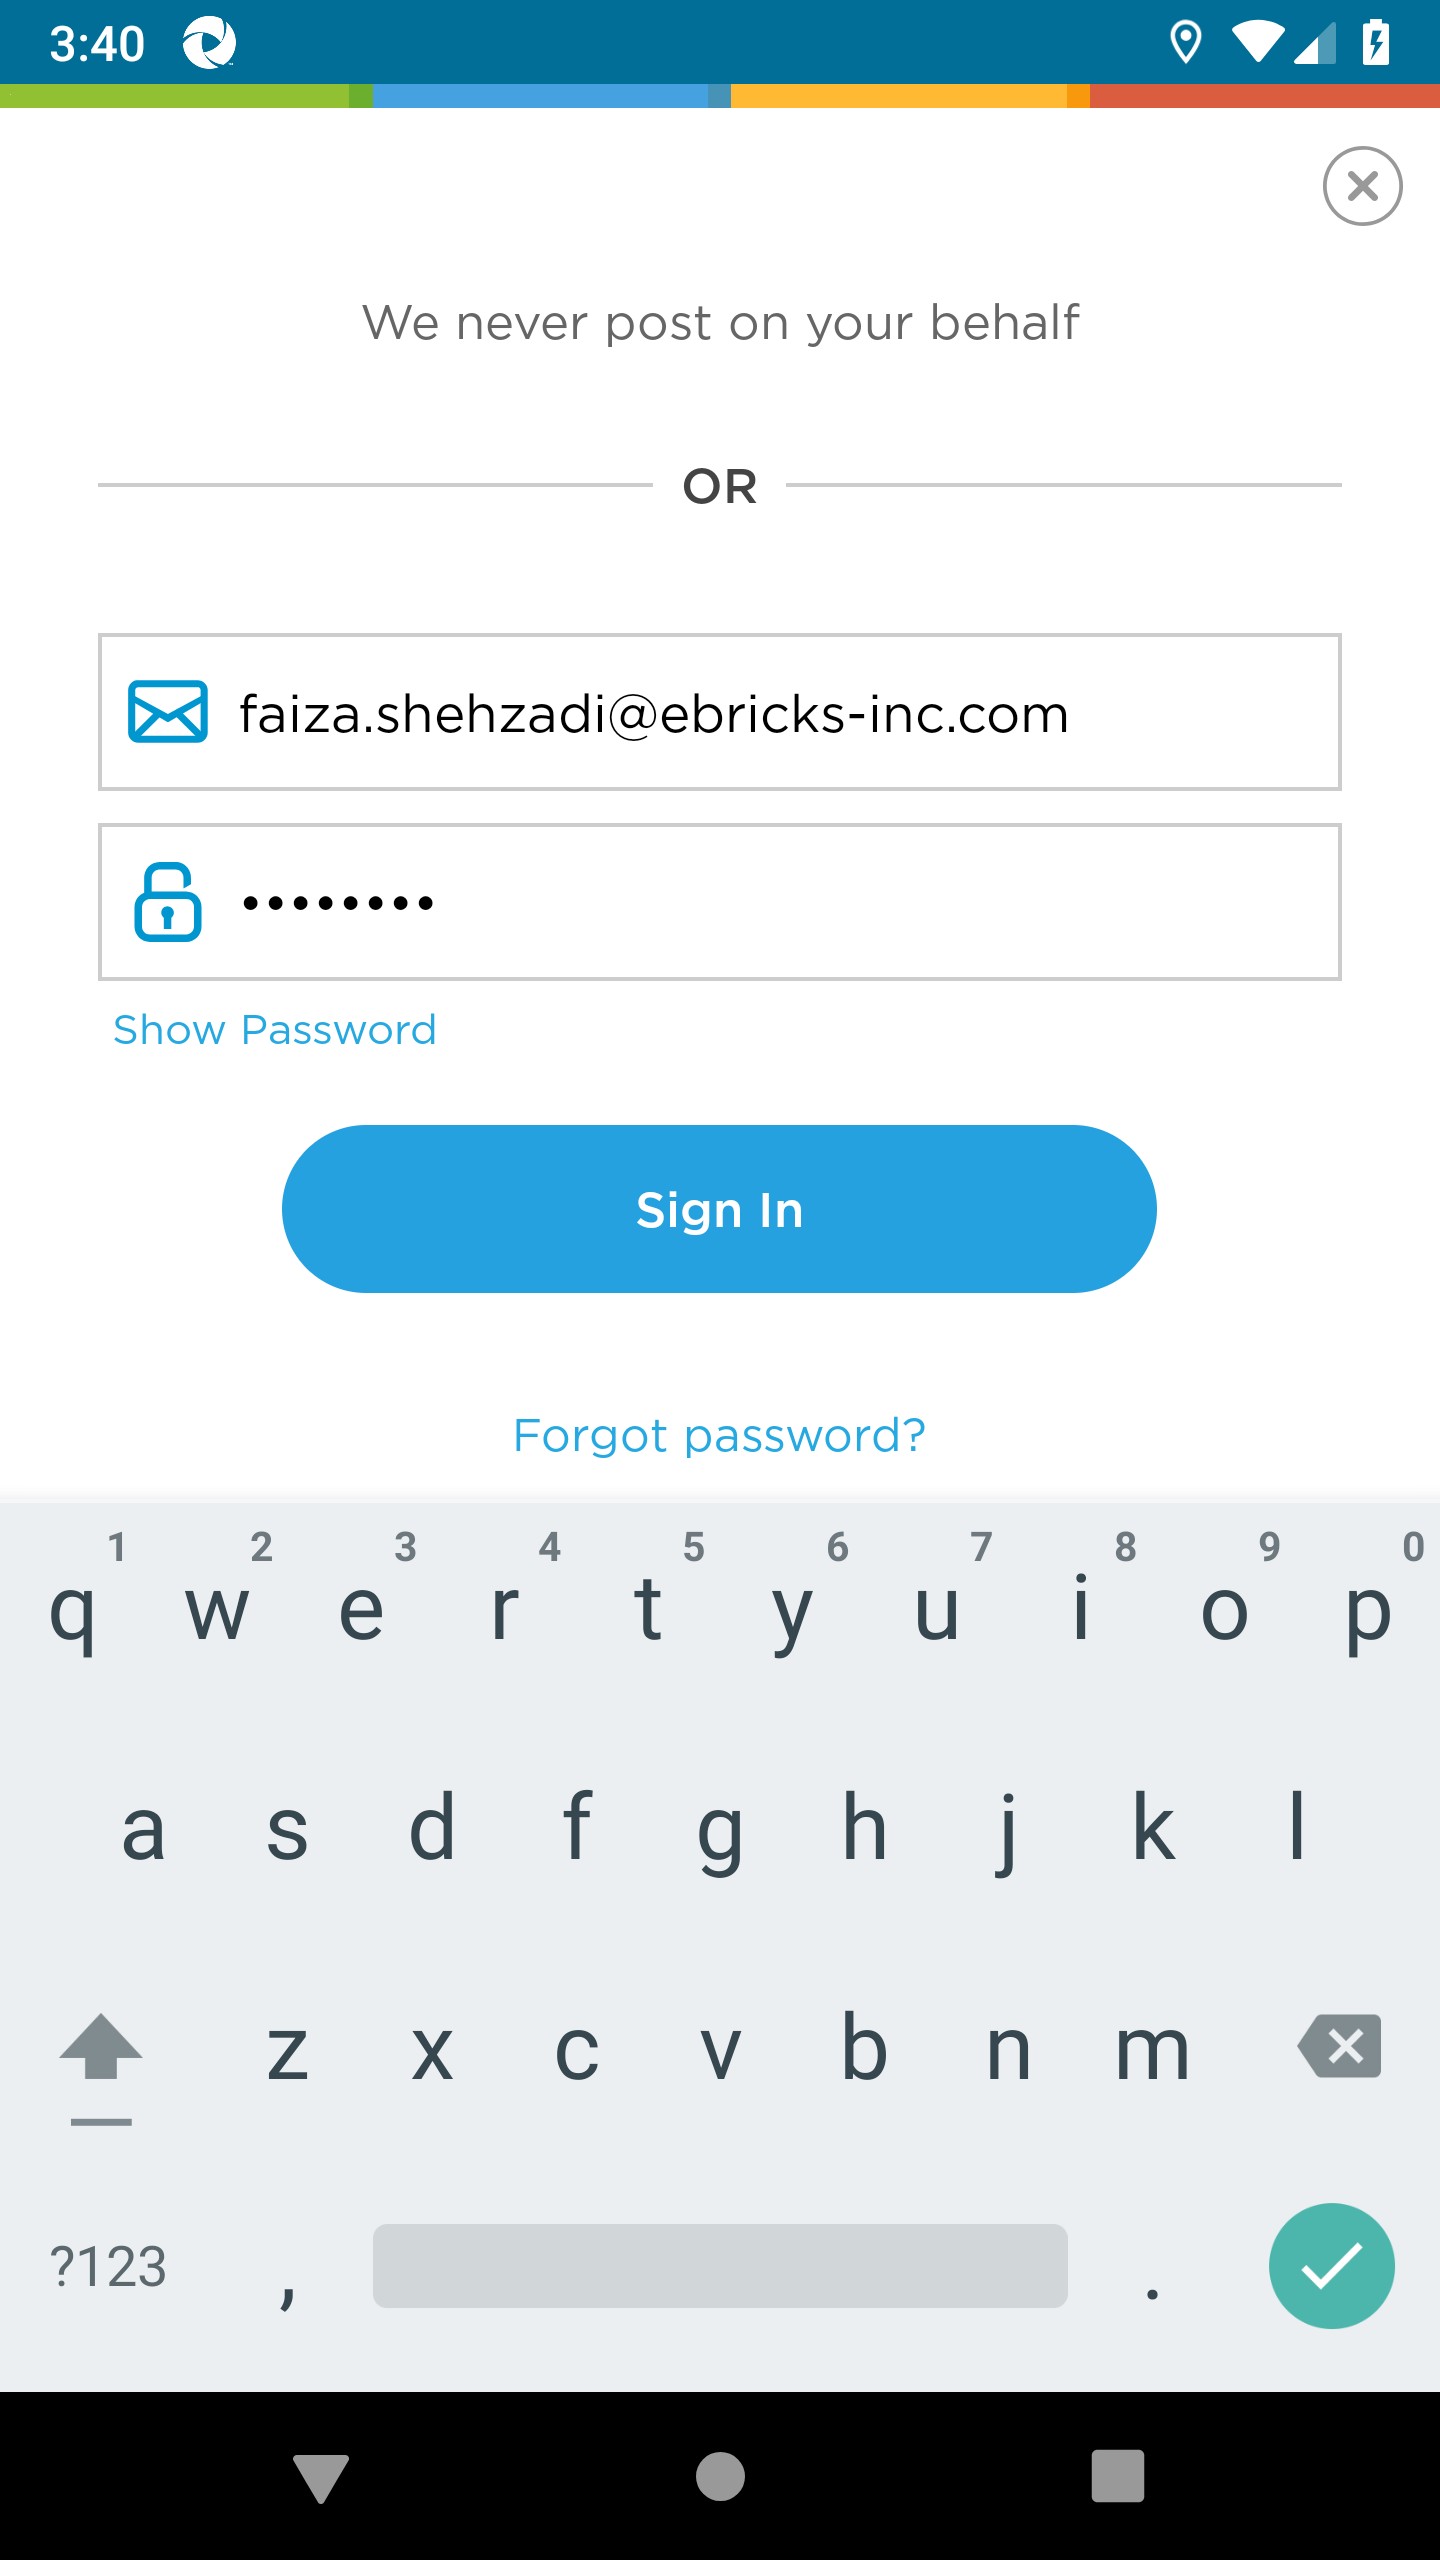 3:40
We never post on your behalf
OR
faiza.shehzadi@ebricks-inc.com
••••••••
Show Password
Sign In
Forgot password?
1 2 3 4 5 6 7 8 9 0
q w e r t y u i o p
a s d f g h j k l
z x c v b n m
?123 , .